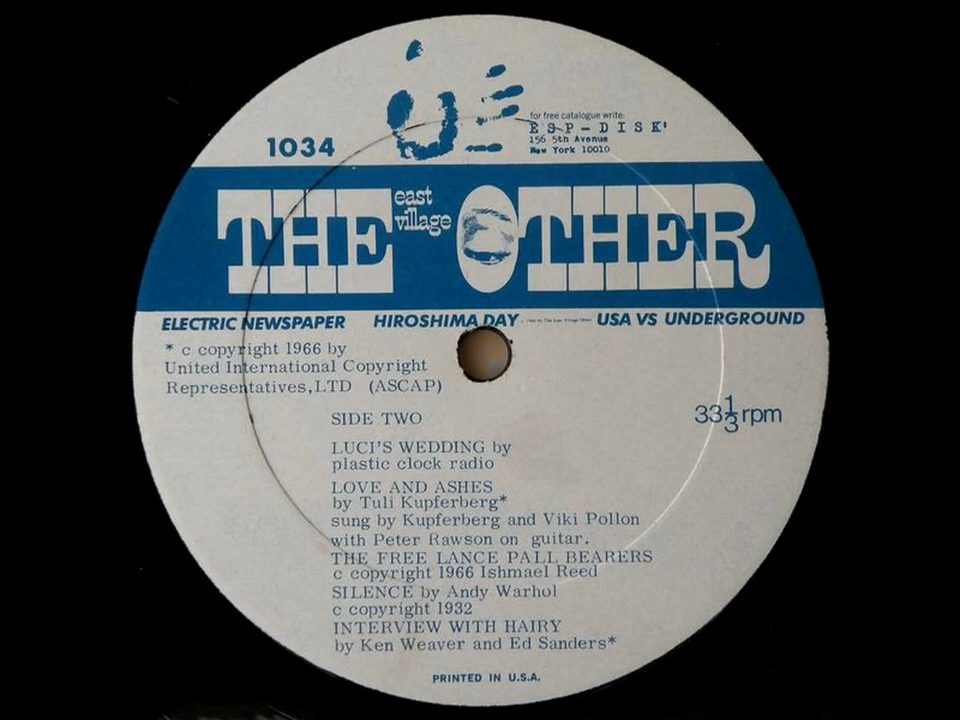 for free catalogue write:
ESP-DISK'
1034
156 5th Avenue
New York 10010
THE east village OTHER
ELECTRIC NEWSPAPER HIROSHIMA DAY USA VS UNDERGROUND
* c copyright 1966 by
United International Copyright
Representatives,LTD (ASCAP)
33 1/3 rpm
SIDE TWO
LUCI'S WEDDING by
plastic clock radio
LOVE AND ASHES
by Tuli Kupferberg*
sung by Kupferberg and Viki Pollon
with Peter Rawson on guitar.
THE FREE LANCE PALL BEARERS
c copyright 1966 Ishmael Reed
SILENCE by Andy Warhol
c copyright 1932
INTERVIEW WITH HAIRY
by Ken Weaver and Ed Sanders*
PRINTED IN U.S.A.